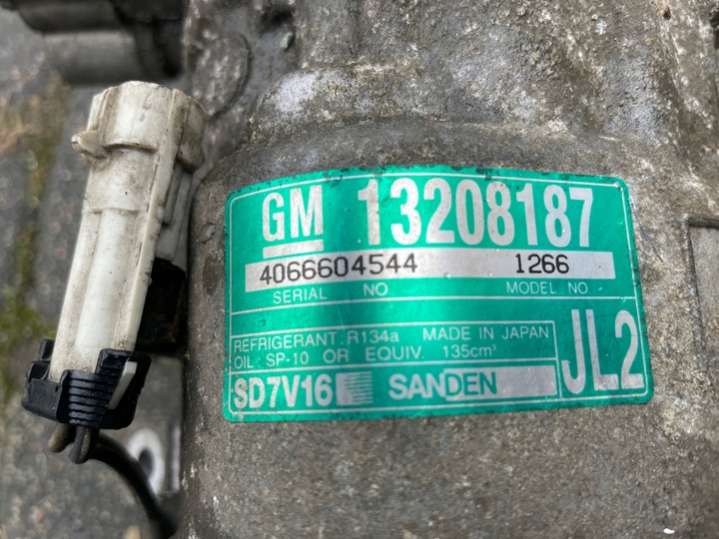 GM 13208187
4066604544 1266
SERIAL NO MODEL NO
REFRIGERANT: R134a MADE IN JAPAN
OIL: SP-10 OR EQUIV. 135cm³
SD7V16 SANDEN JL2